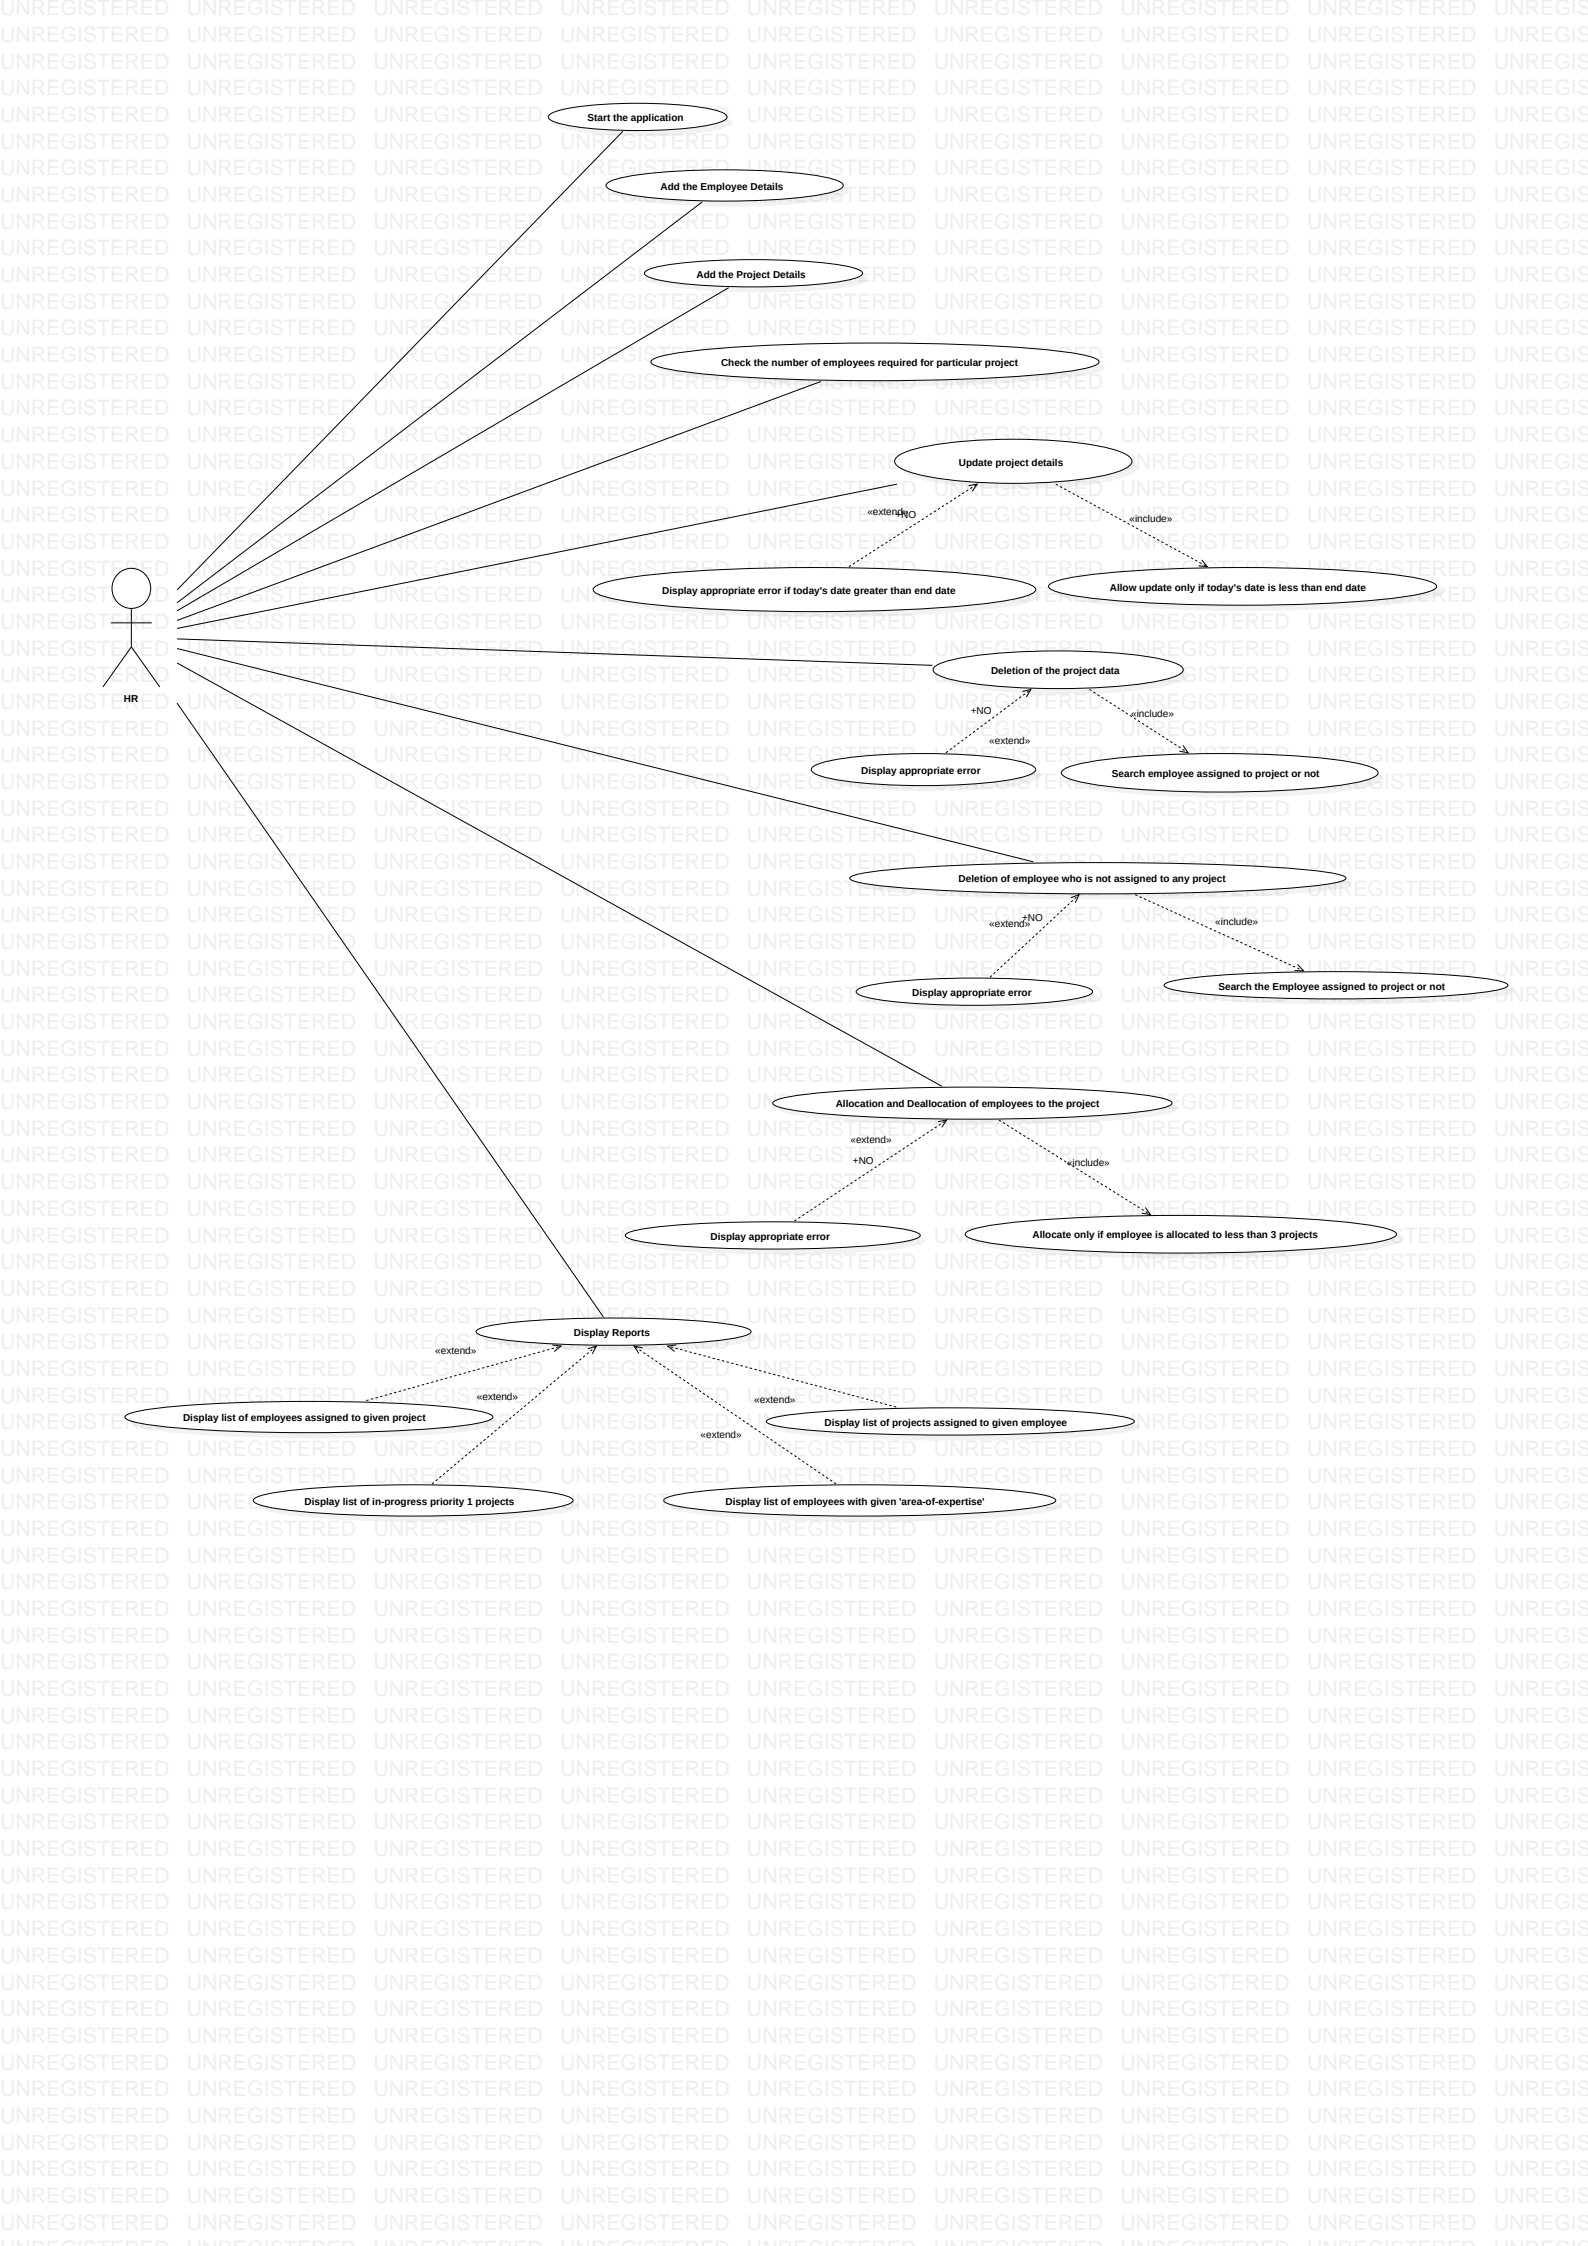 Start the application
Add the Employee Details
Add the Project Details
Check the number of employees required for particular project
Update project details
«extend»
+NO
«include»
Display appropriate error if today's date greater than end date
Allow update only if today's date is less than end date
HR
Deletion of the project data
+NO
«include»
«extend»
Display appropriate error
Search employee assigned to project or not
Deletion of employee who is not assigned to any project
+NO
«extend»
«include»
Display appropriate error
Search the Employee assigned to project or not
Allocation and Deallocation of employees to the project
«extend»
+NO
«include»
Display appropriate error
Allocate only if employee is allocated to less than 3 projects
Display Reports
«extend»
«extend»
«extend»
Display list of employees assigned to given project
Display list of projects assigned to given employee
«extend»
Display list of in-progress priority 1 projects
Display list of employees with given 'area-of-expertise'
UNREGISTERED